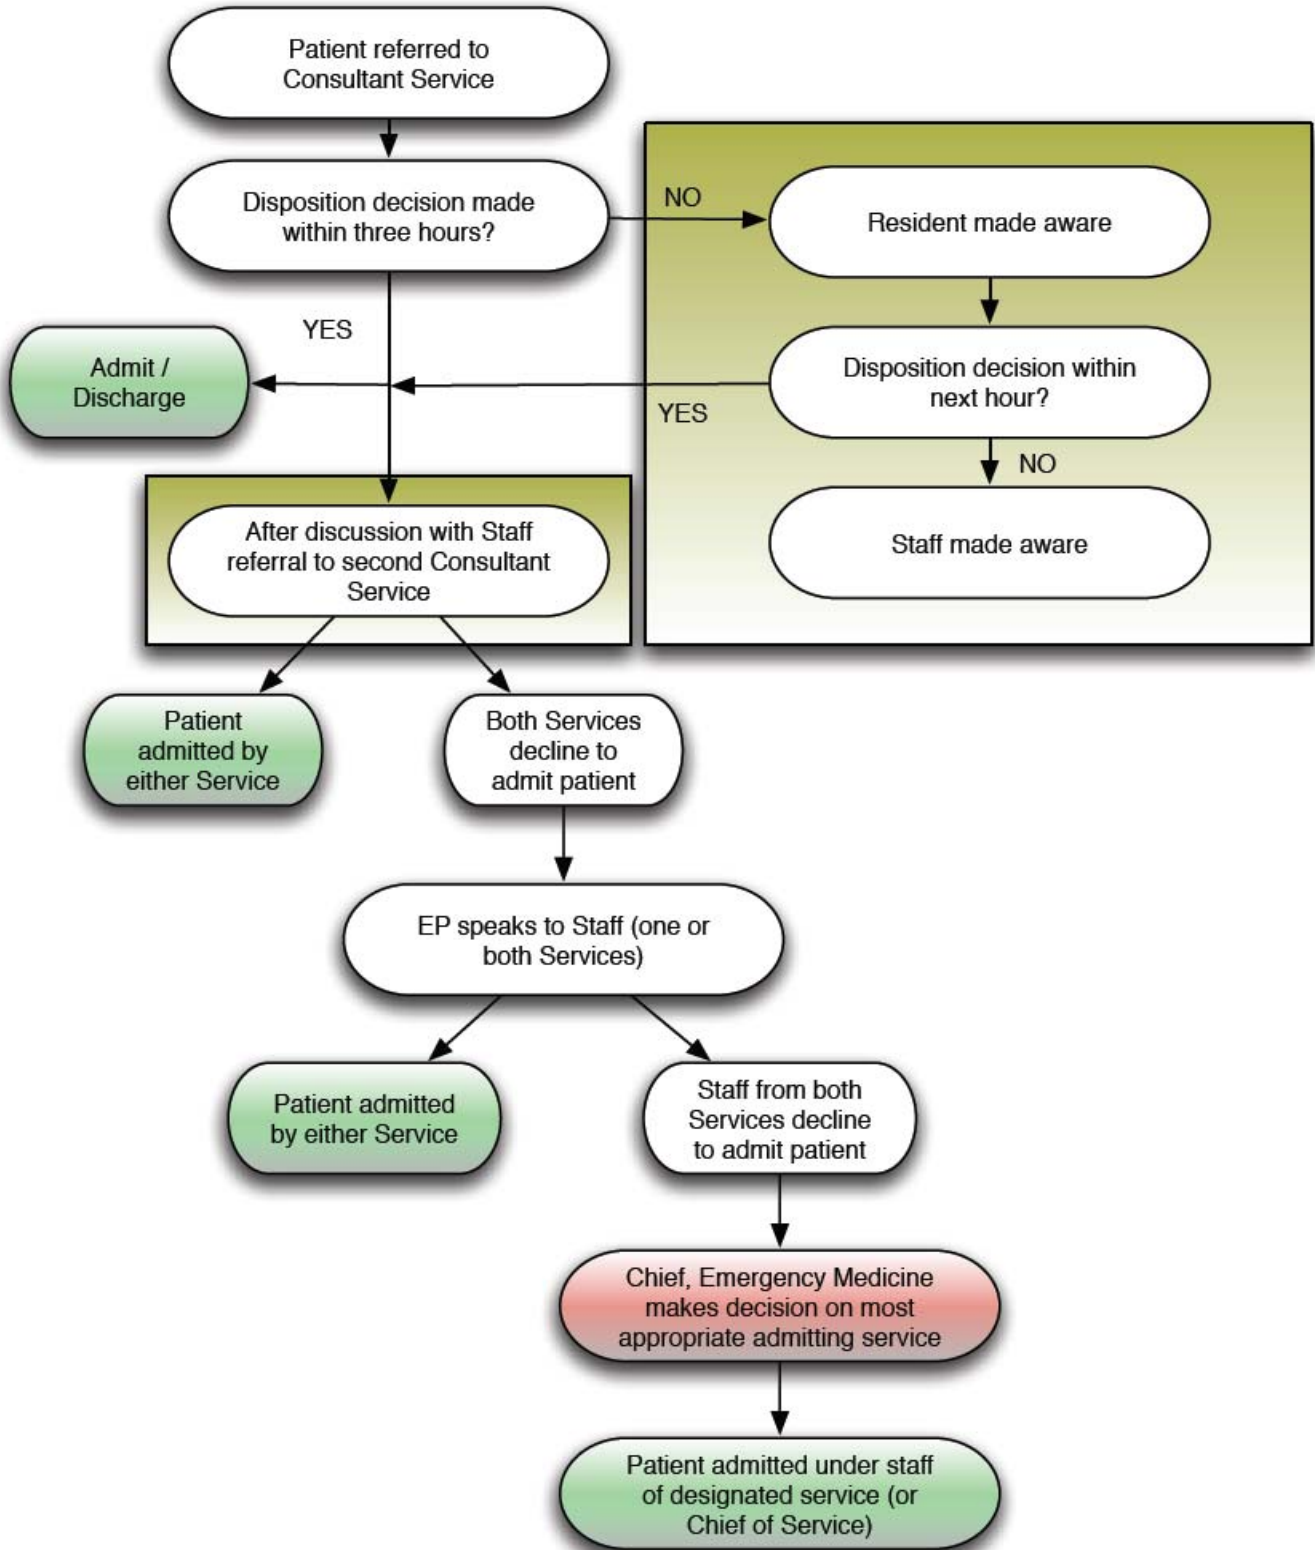 Patient referred to
Consultant Service
Disposition decision made
within three hours?
NO
Resident made aware
YES
Admit /
Discharge
Disposition decision within
next hour?
YES
NO
Staff made aware
After discussion with Staff
referral to second Consultant
Service
Patient
admitted by
either Service
Both Services
decline to
admit patient
EP speaks to Staff (one or
both Services)
Patient admitted
by either Service
Staff from both
Services decline
to admit patient
Chief, Emergency Medicine
makes decision on most
appropriate admitting service
Patient admitted under staff
of designated service (or
Chief of Service)